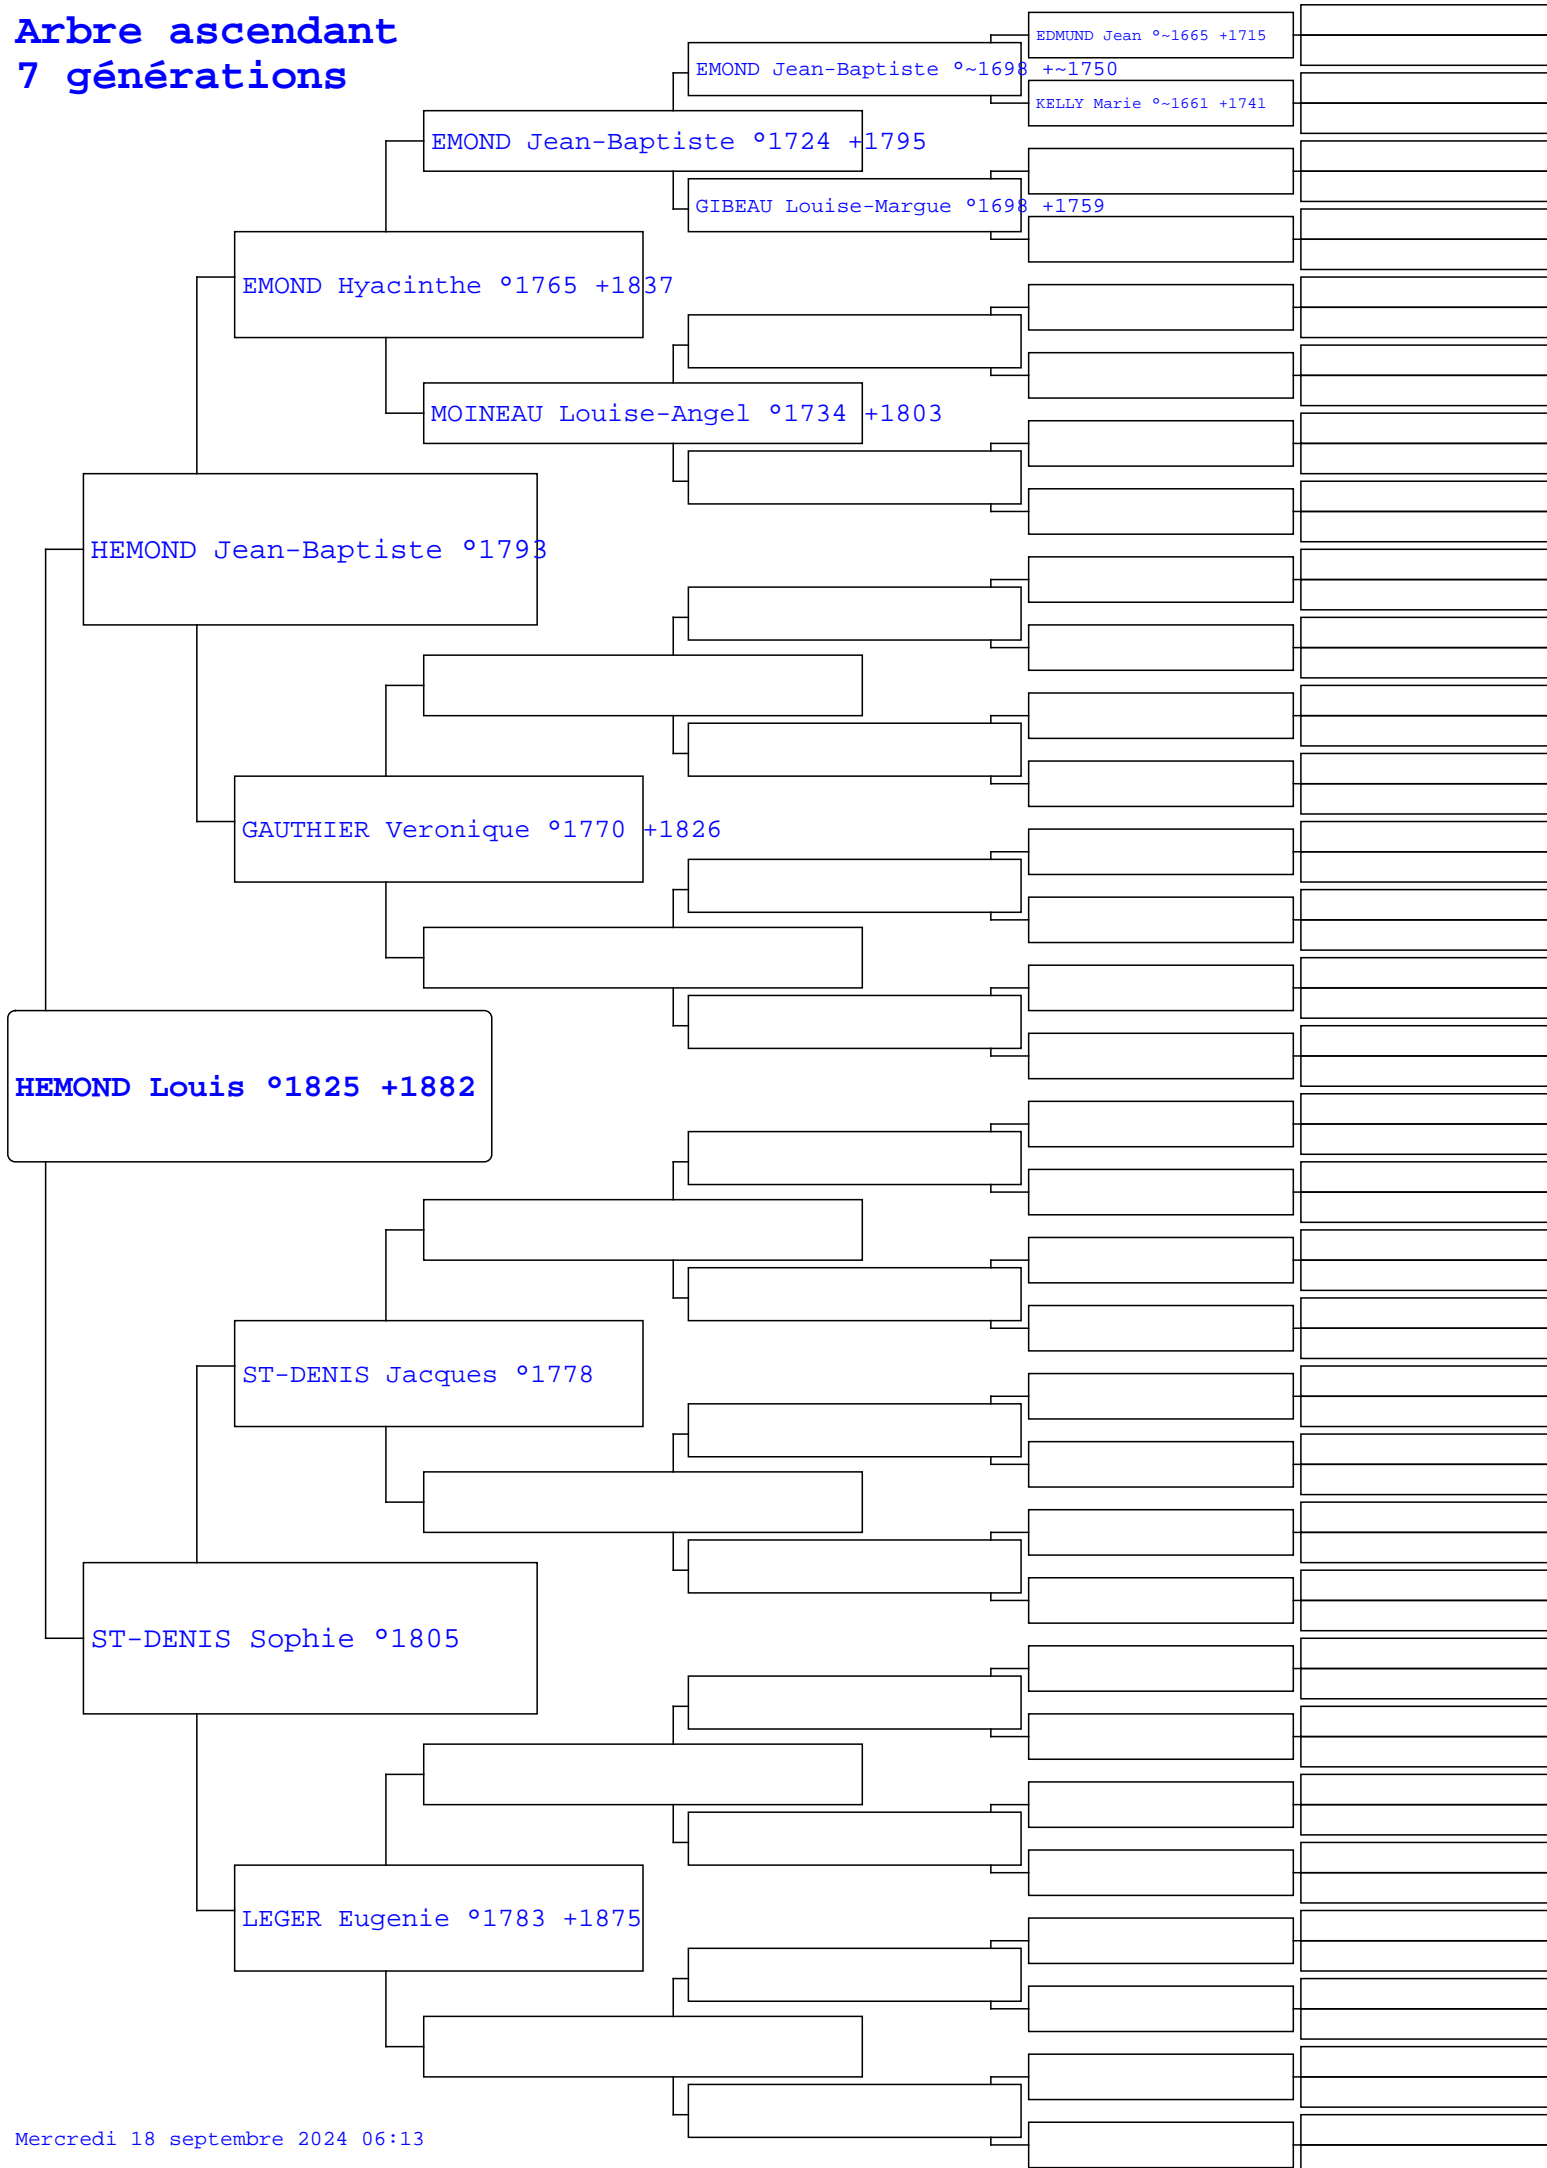 Arbre ascendant
7 générations
EDMUND Jean °~1665 +1715
EMOND Jean-Baptiste °~1698 +~1750
KELLY Marie °~1661 +1741
EMOND Jean-Baptiste °1724 +1795
GIBEAU Louise-Margue °1698 +1759
EMOND Hyacinthe °1765 +1837
MOINEAU Louise-Angel °1734 +1803
HEMOND Jean-Baptiste °1793
GAUTHIER Veronique °1770 +1826
HEMOND Louis °1825 +1882
ST-DENIS Jacques °1778
ST-DENIS Sophie °1805
LEGER Eugenie °1783 +1875
Mercredi 18 septembre 2024 06:13